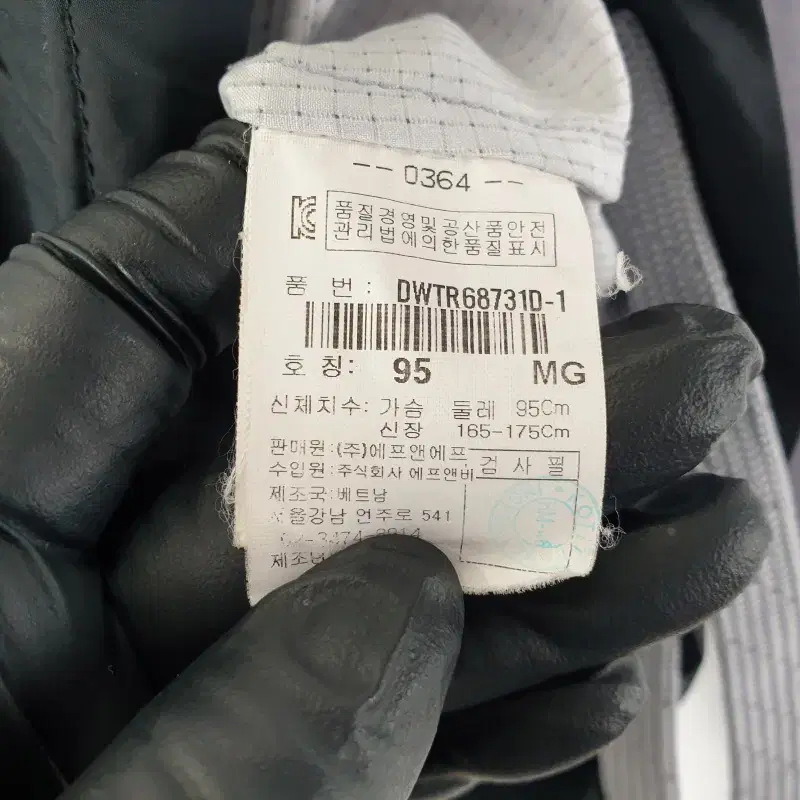 -- 0364 --
품질경영및공산품안전
관리법에의한품질표시
품 번 : DWTR68731D-1
호 칭: 95 MG
신체치수: 가슴 둘레 95Cm
신장 165-175Cm
판매원:(주)에프앤에프
수입원:주식회사 에프앤비
검 사 필
제조국:베트남
서울강남 언주로 541
제조